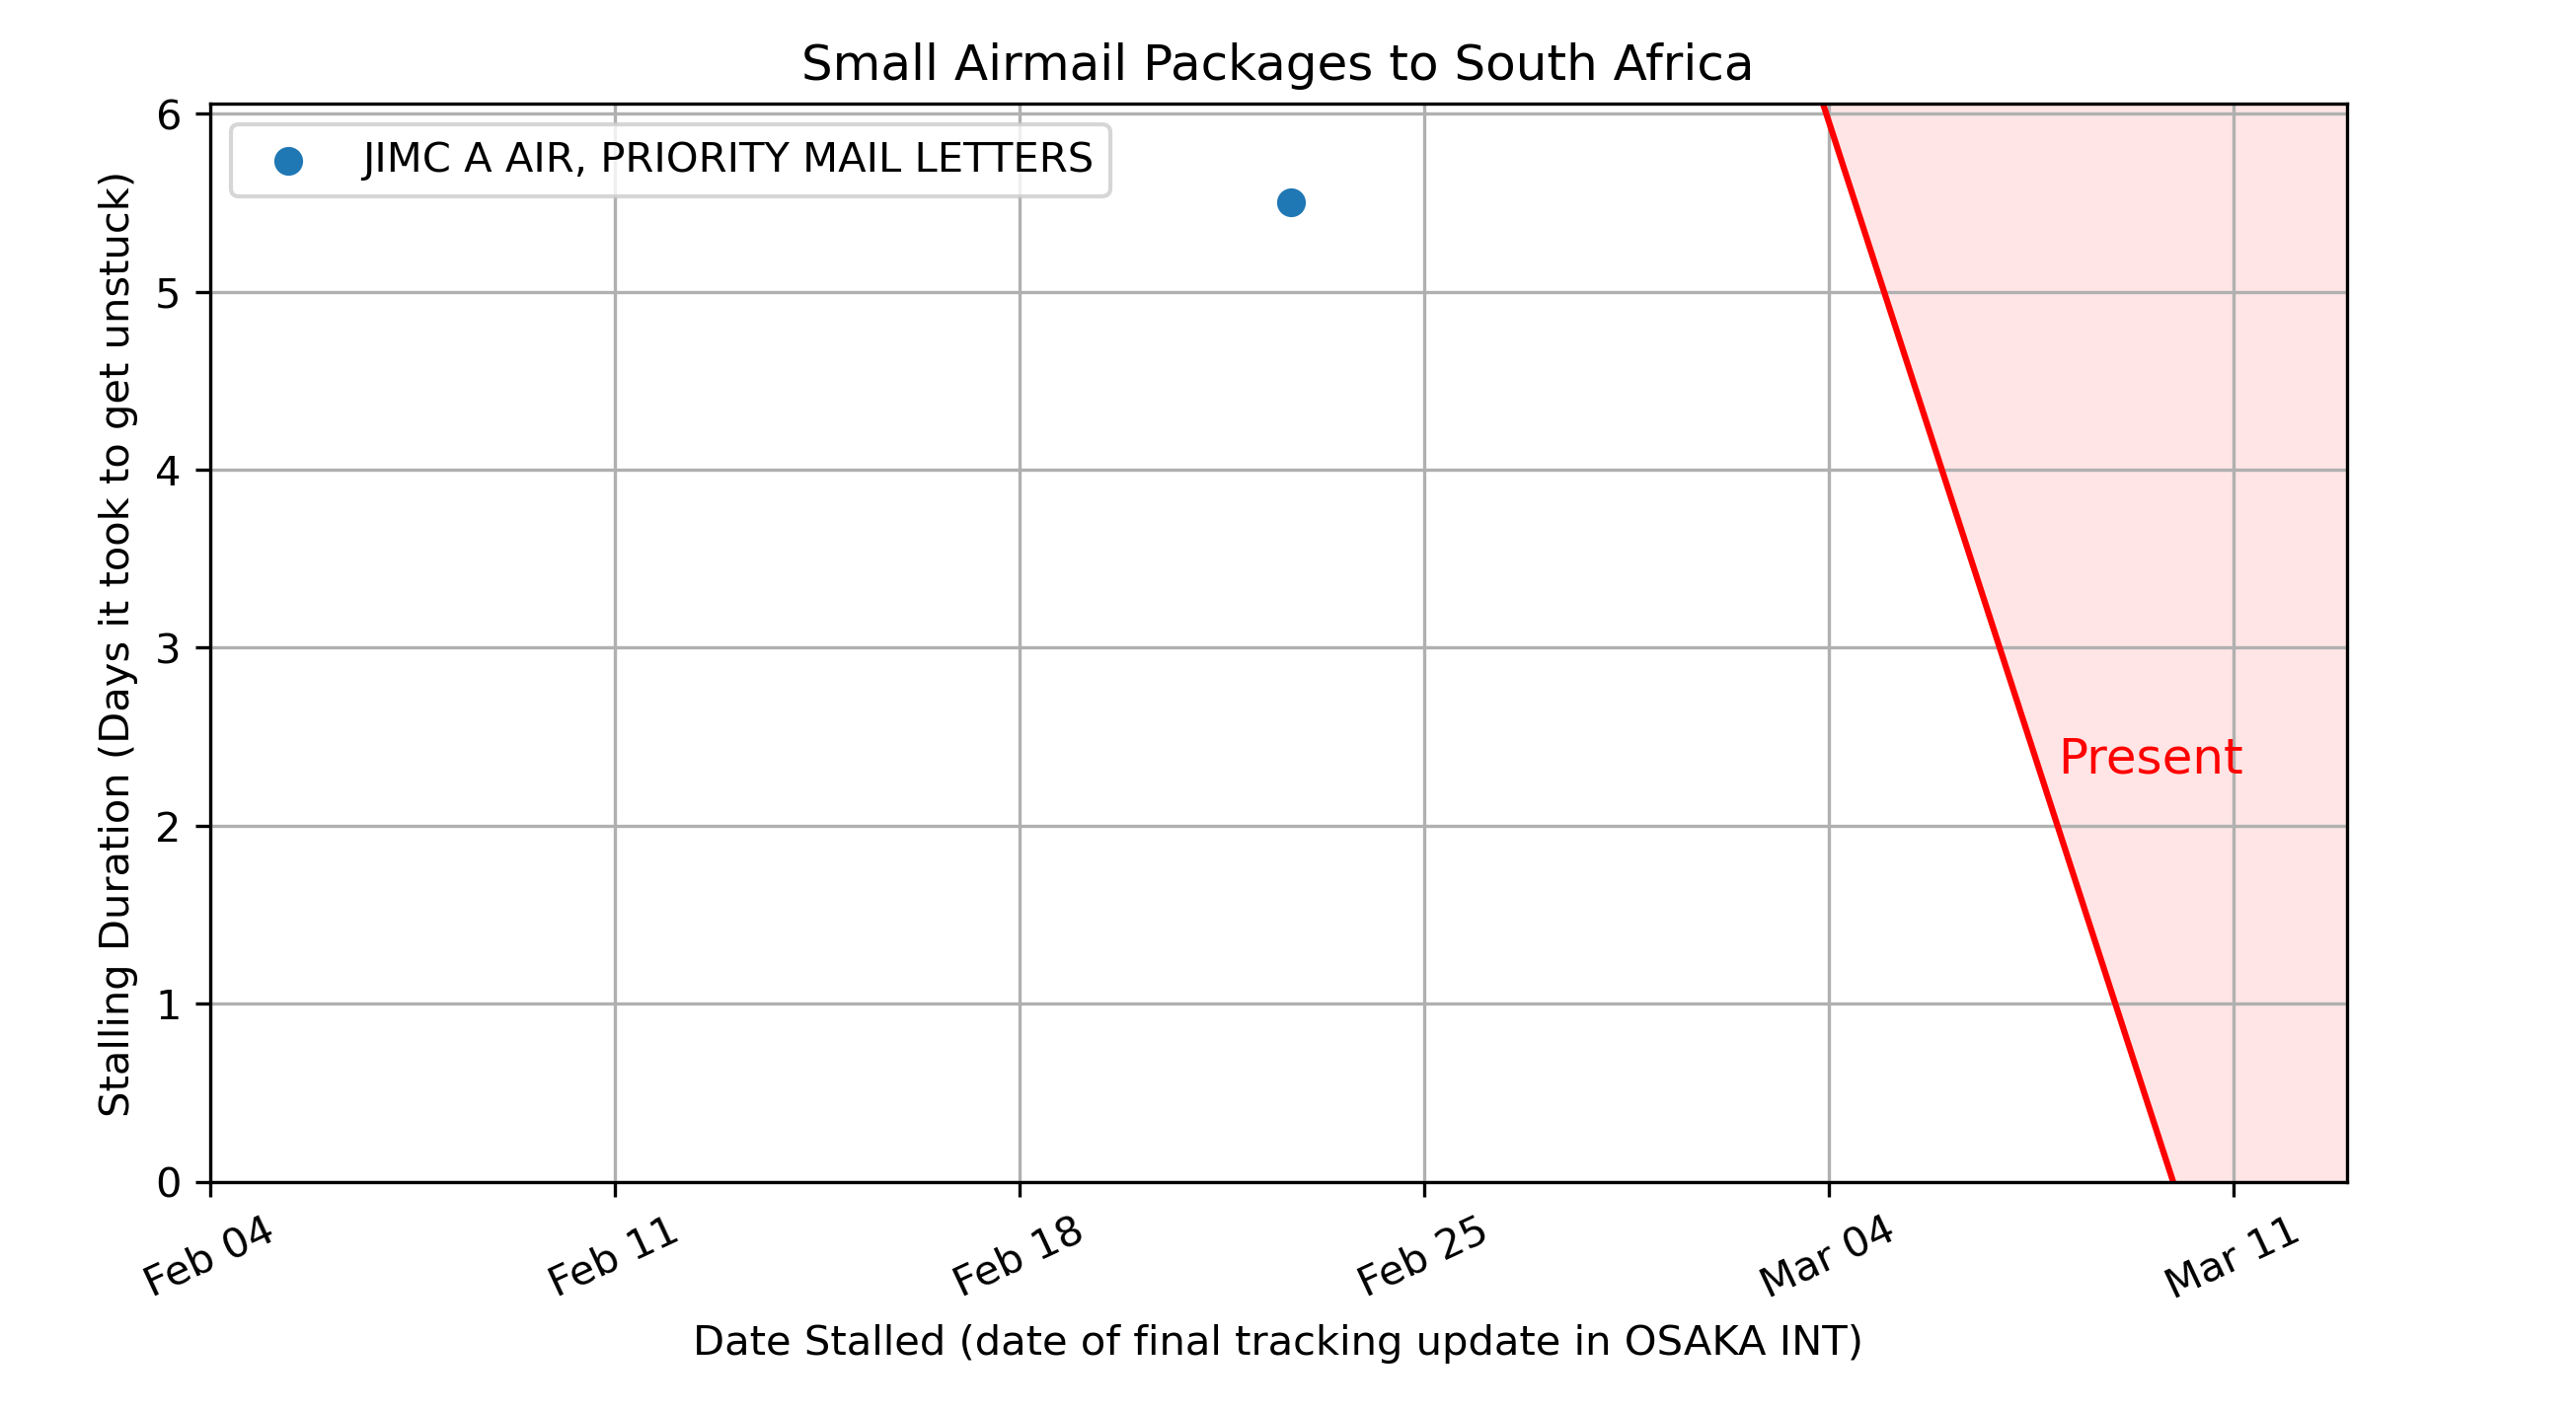 Small Airmail Packages to South Africa
JIMC A AIR, PRIORITY MAIL LETTERS
Stalling Duration (Days it took to get unstuck)
6
5
4
3
2
1
0
Present
Feb 04
Feb 11
Feb 18
Feb 25
Mar 04
Mar 11
Date Stalled (date of final tracking update in OSAKA INT)